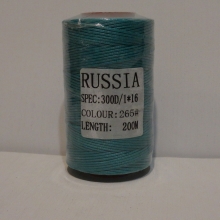 RUSSIA
SPEC:300D/1*16
COLOUR: 265#
LENGTH: 200M